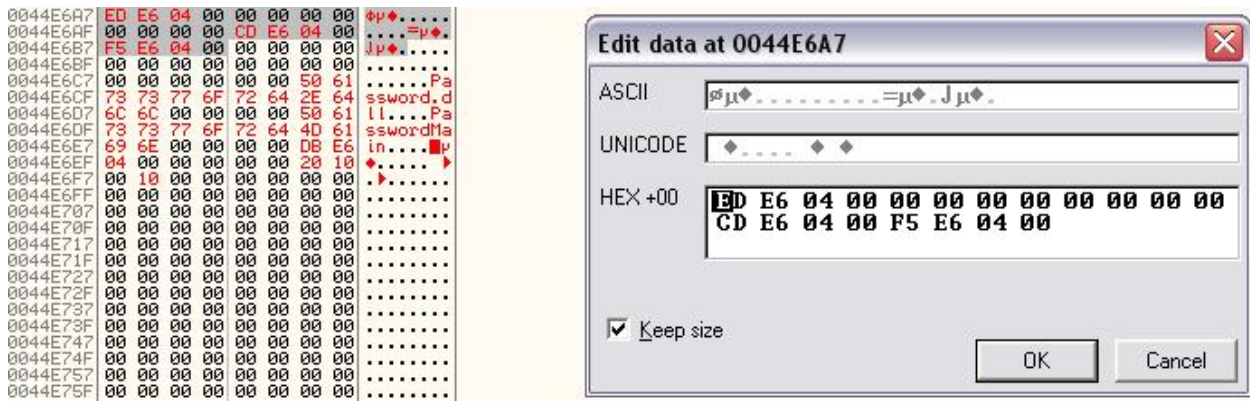 0044E6A7 ED E6 04 00 00 00 00 00 φµ♦.....
0044E6AF 00 00 00 00 CD E6 04 00 ....=µ♦.
0044E6B7 F5 E6 04 00 00 00 00 00 Jµ♦.....
0044E6BF 00 00 00 00 00 00 00 00 ........
0044E6C7 00 00 00 00 00 00 50 61 ......Pa
0044E6CF 73 73 77 6F 72 64 2E 64 ssword.d
0044E6D7 6C 6C 00 00 00 00 50 61 ll....Pa
0044E6DF 73 73 77 6F 72 64 4D 61 sswordMa
0044E6E7 69 6E 00 00 00 00 DB E6 in....█µ
0044E6EF 04 00 00 00 00 00 20 10 ♦..... ►
0044E6F7 00 10 00 00 00 00 00 00 .►......
0044E6FF 00 00 00 00 00 00 00 00 ........
0044E707 00 00 00 00 00 00 00 00 ........
0044E70F 00 00 00 00 00 00 00 00 ........
0044E717 00 00 00 00 00 00 00 00 ........
0044E71F 00 00 00 00 00 00 00 00 ........
0044E727 00 00 00 00 00 00 00 00 ........
0044E72F 00 00 00 00 00 00 00 00 ........
0044E737 00 00 00 00 00 00 00 00 ........
0044E73F 00 00 00 00 00 00 00 00 ........
0044E747 00 00 00 00 00 00 00 00 ........
0044E74F 00 00 00 00 00 00 00 00 ........
0044E757 00 00 00 00 00 00 00 00 ........
0044E75F 00 00 00 00 00 00 00 00 ........
Edit data at 0044E6A7
ASCII øµ♦.........=µ♦.Jµ♦.
UNICODE ♦.... ♦ ♦
HEX +00 ED E6 04 00 00 00 00 00 00 00 00 00
CD E6 04 00 F5 E6 04 00
Keep size
OK Cancel